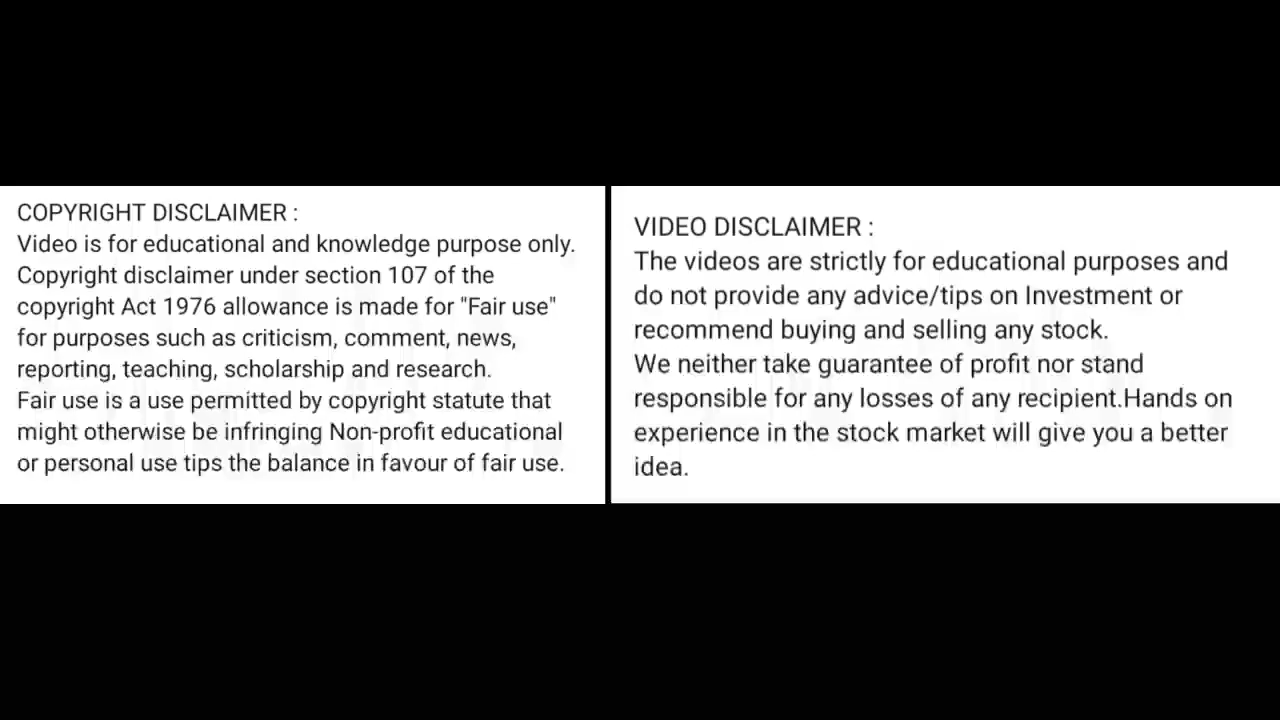 COPYRIGHT DISCLAIMER :
Video is for educational and knowledge purpose only.
Copyright disclaimer under section 107 of the
copyright Act 1976 allowance is made for "Fair use"
for purposes such as criticism, comment, news,
reporting, teaching, scholarship and research.
Fair use is a use permitted by copyright statute that
might otherwise be infringing Non-profit educational
or personal use tips the balance in favour of fair use.
VIDEO DISCLAIMER :
The videos are strictly for educational purposes and
do not provide any advice/tips on Investment or
recommend buying and selling any stock.
We neither take guarantee of profit nor stand
responsible for any losses of any recipient.Hands on
experience in the stock market will give you a better
idea.